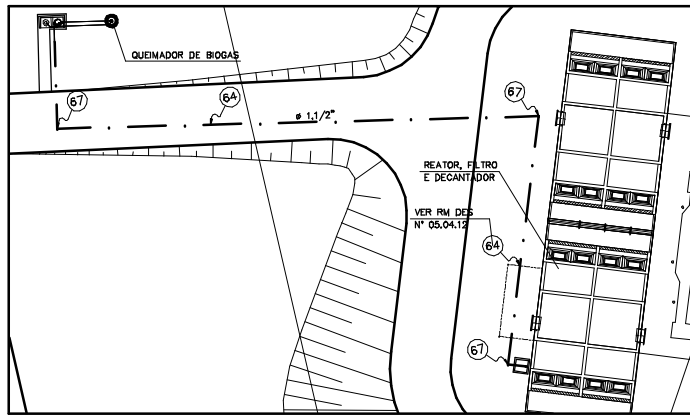 QUEIMADOR DE BIOGAS
67
64
ø 1.1/2"
67
REATOR, FILTRO
E DECANTADOR
VER RM DES
N° 05.04.12
64
67